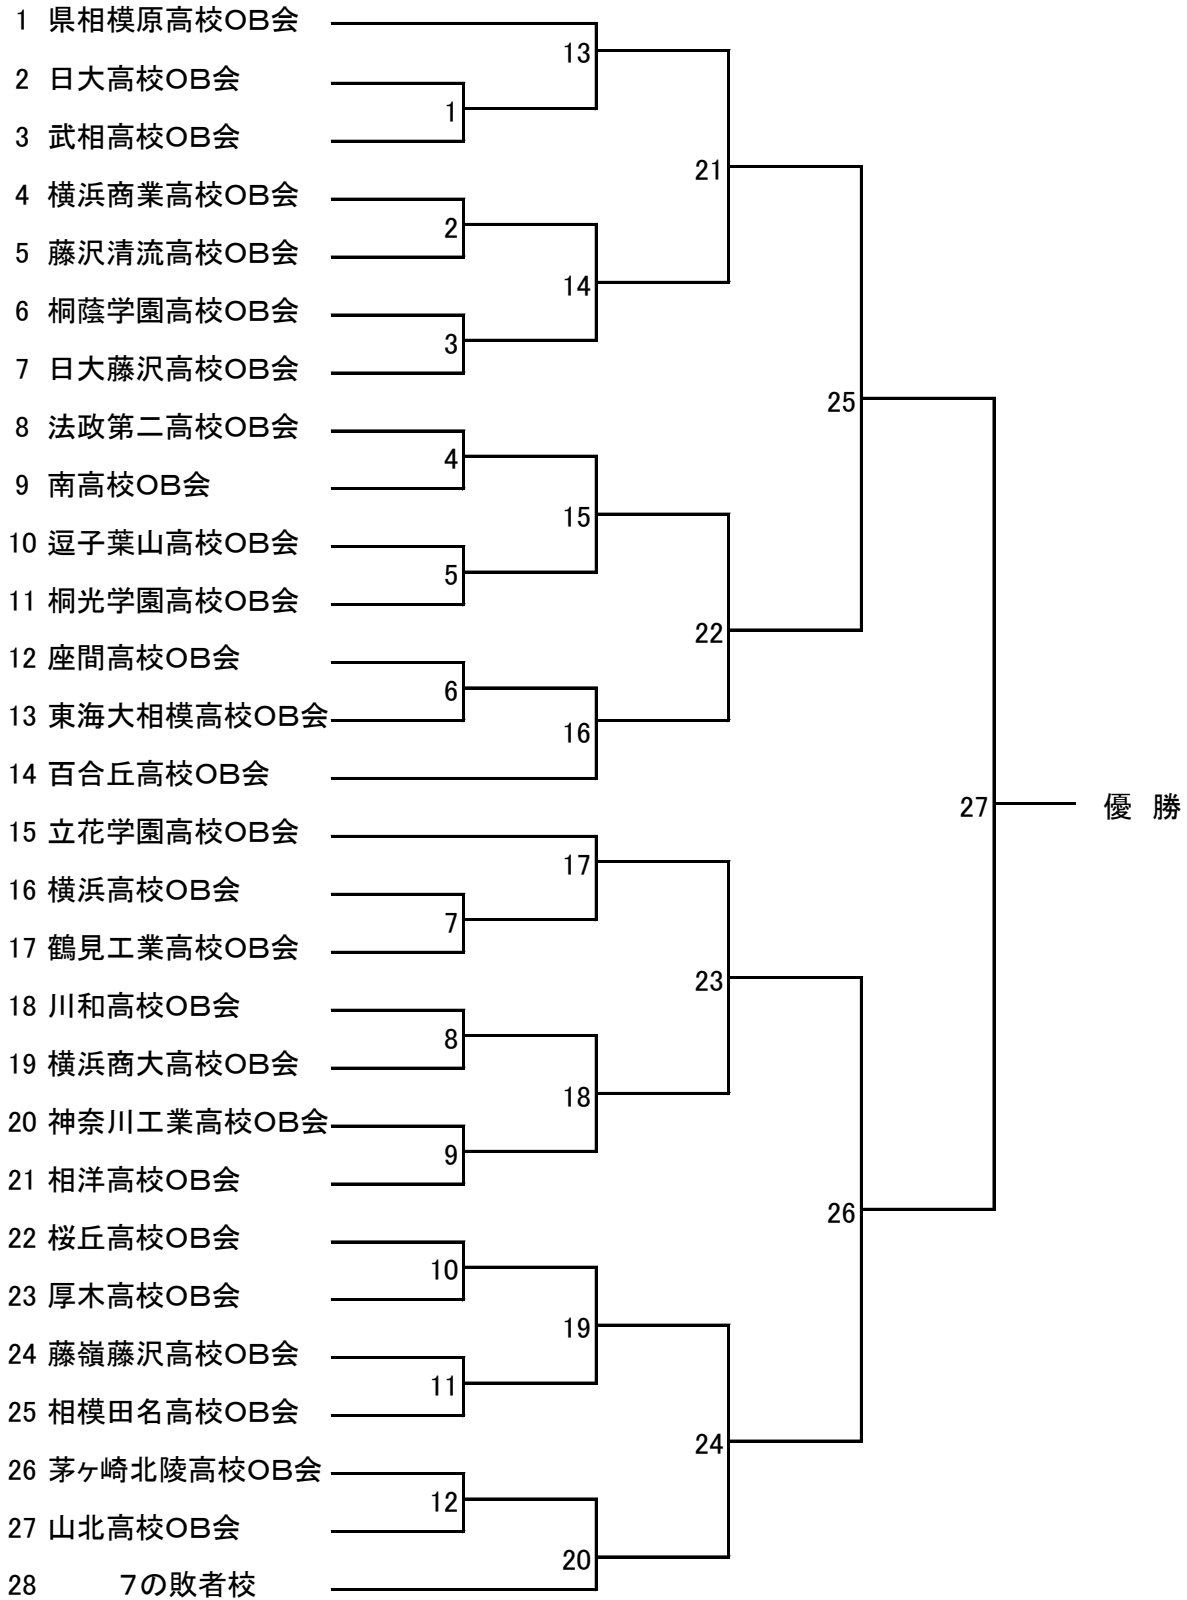 1 県相模原高校ＯＢ会
13
2 日大高校ＯＢ会
1
3 武相高校ＯＢ会
21
4 横浜商業高校ＯＢ会
2
5 藤沢清流高校ＯＢ会
14
6 桐蔭学園高校ＯＢ会
3
7 日大藤沢高校ＯＢ会
25
8 法政第二高校ＯＢ会
4
9 南高校ＯＢ会
15
10 逗子葉山高校ＯＢ会
5
11 桐光学園高校ＯＢ会
22
12 座間高校ＯＢ会
6
13 東海大相模高校ＯＢ会
16
14 百合丘高校ＯＢ会
27 優 勝
15 立花学園高校ＯＢ会
17
16 横浜高校ＯＢ会
7
17 鶴見工業高校ＯＢ会
23
18 川和高校ＯＢ会
8
19 横浜商大高校ＯＢ会
18
20 神奈川工業高校ＯＢ会
9
21 相洋高校ＯＢ会
26
22 桜丘高校ＯＢ会
10
23 厚木高校ＯＢ会
19
24 藤嶺藤沢高校ＯＢ会
11
25 相模田名高校ＯＢ会
24
26 茅ヶ崎北陵高校ＯＢ会
12
27 山北高校ＯＢ会
20
28 ７の敗者校